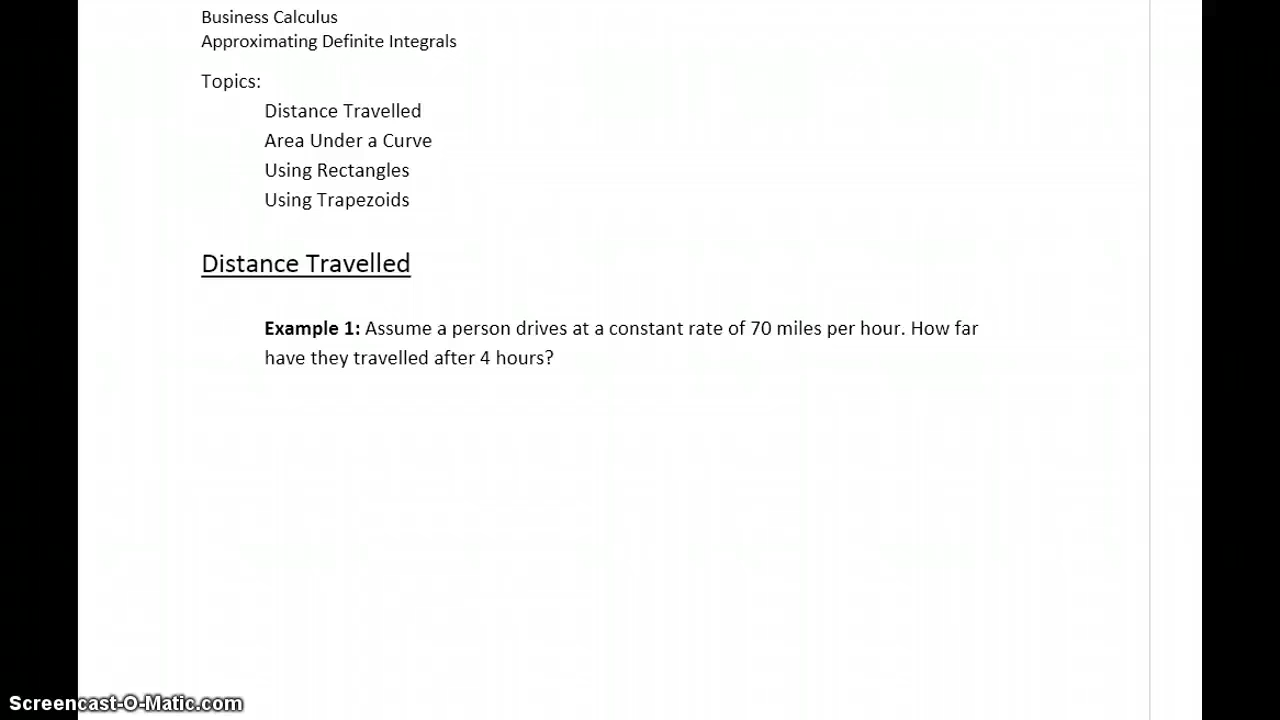 Business Calculus
Approximating Definite Integrals
Topics:
Distance Travelled
Area Under a Curve
Using Rectangles
Using Trapezoids
Distance Travelled
Example 1: Assume a person drives at a constant rate of 70 miles per hour. How far
have they travelled after 4 hours?
Screencast-O-Matic.com